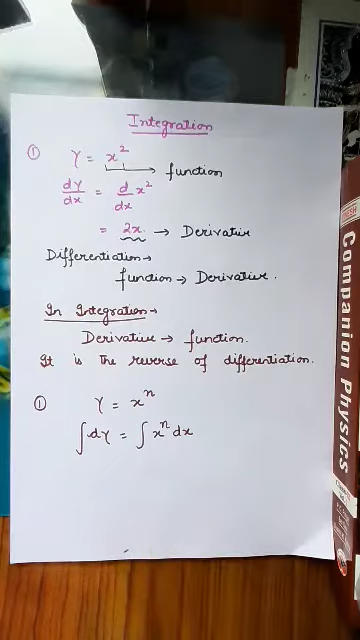 Integration
① Y = x² → function
dY/dx = d/dx x²
= 2x. → Derivative
Differentiation→
function → Derivative.
In Integration→
Derivative → function.
It is the reverse of differentiation.
① Y = xⁿ
∫dY = ∫xⁿ dx
Companion Physics